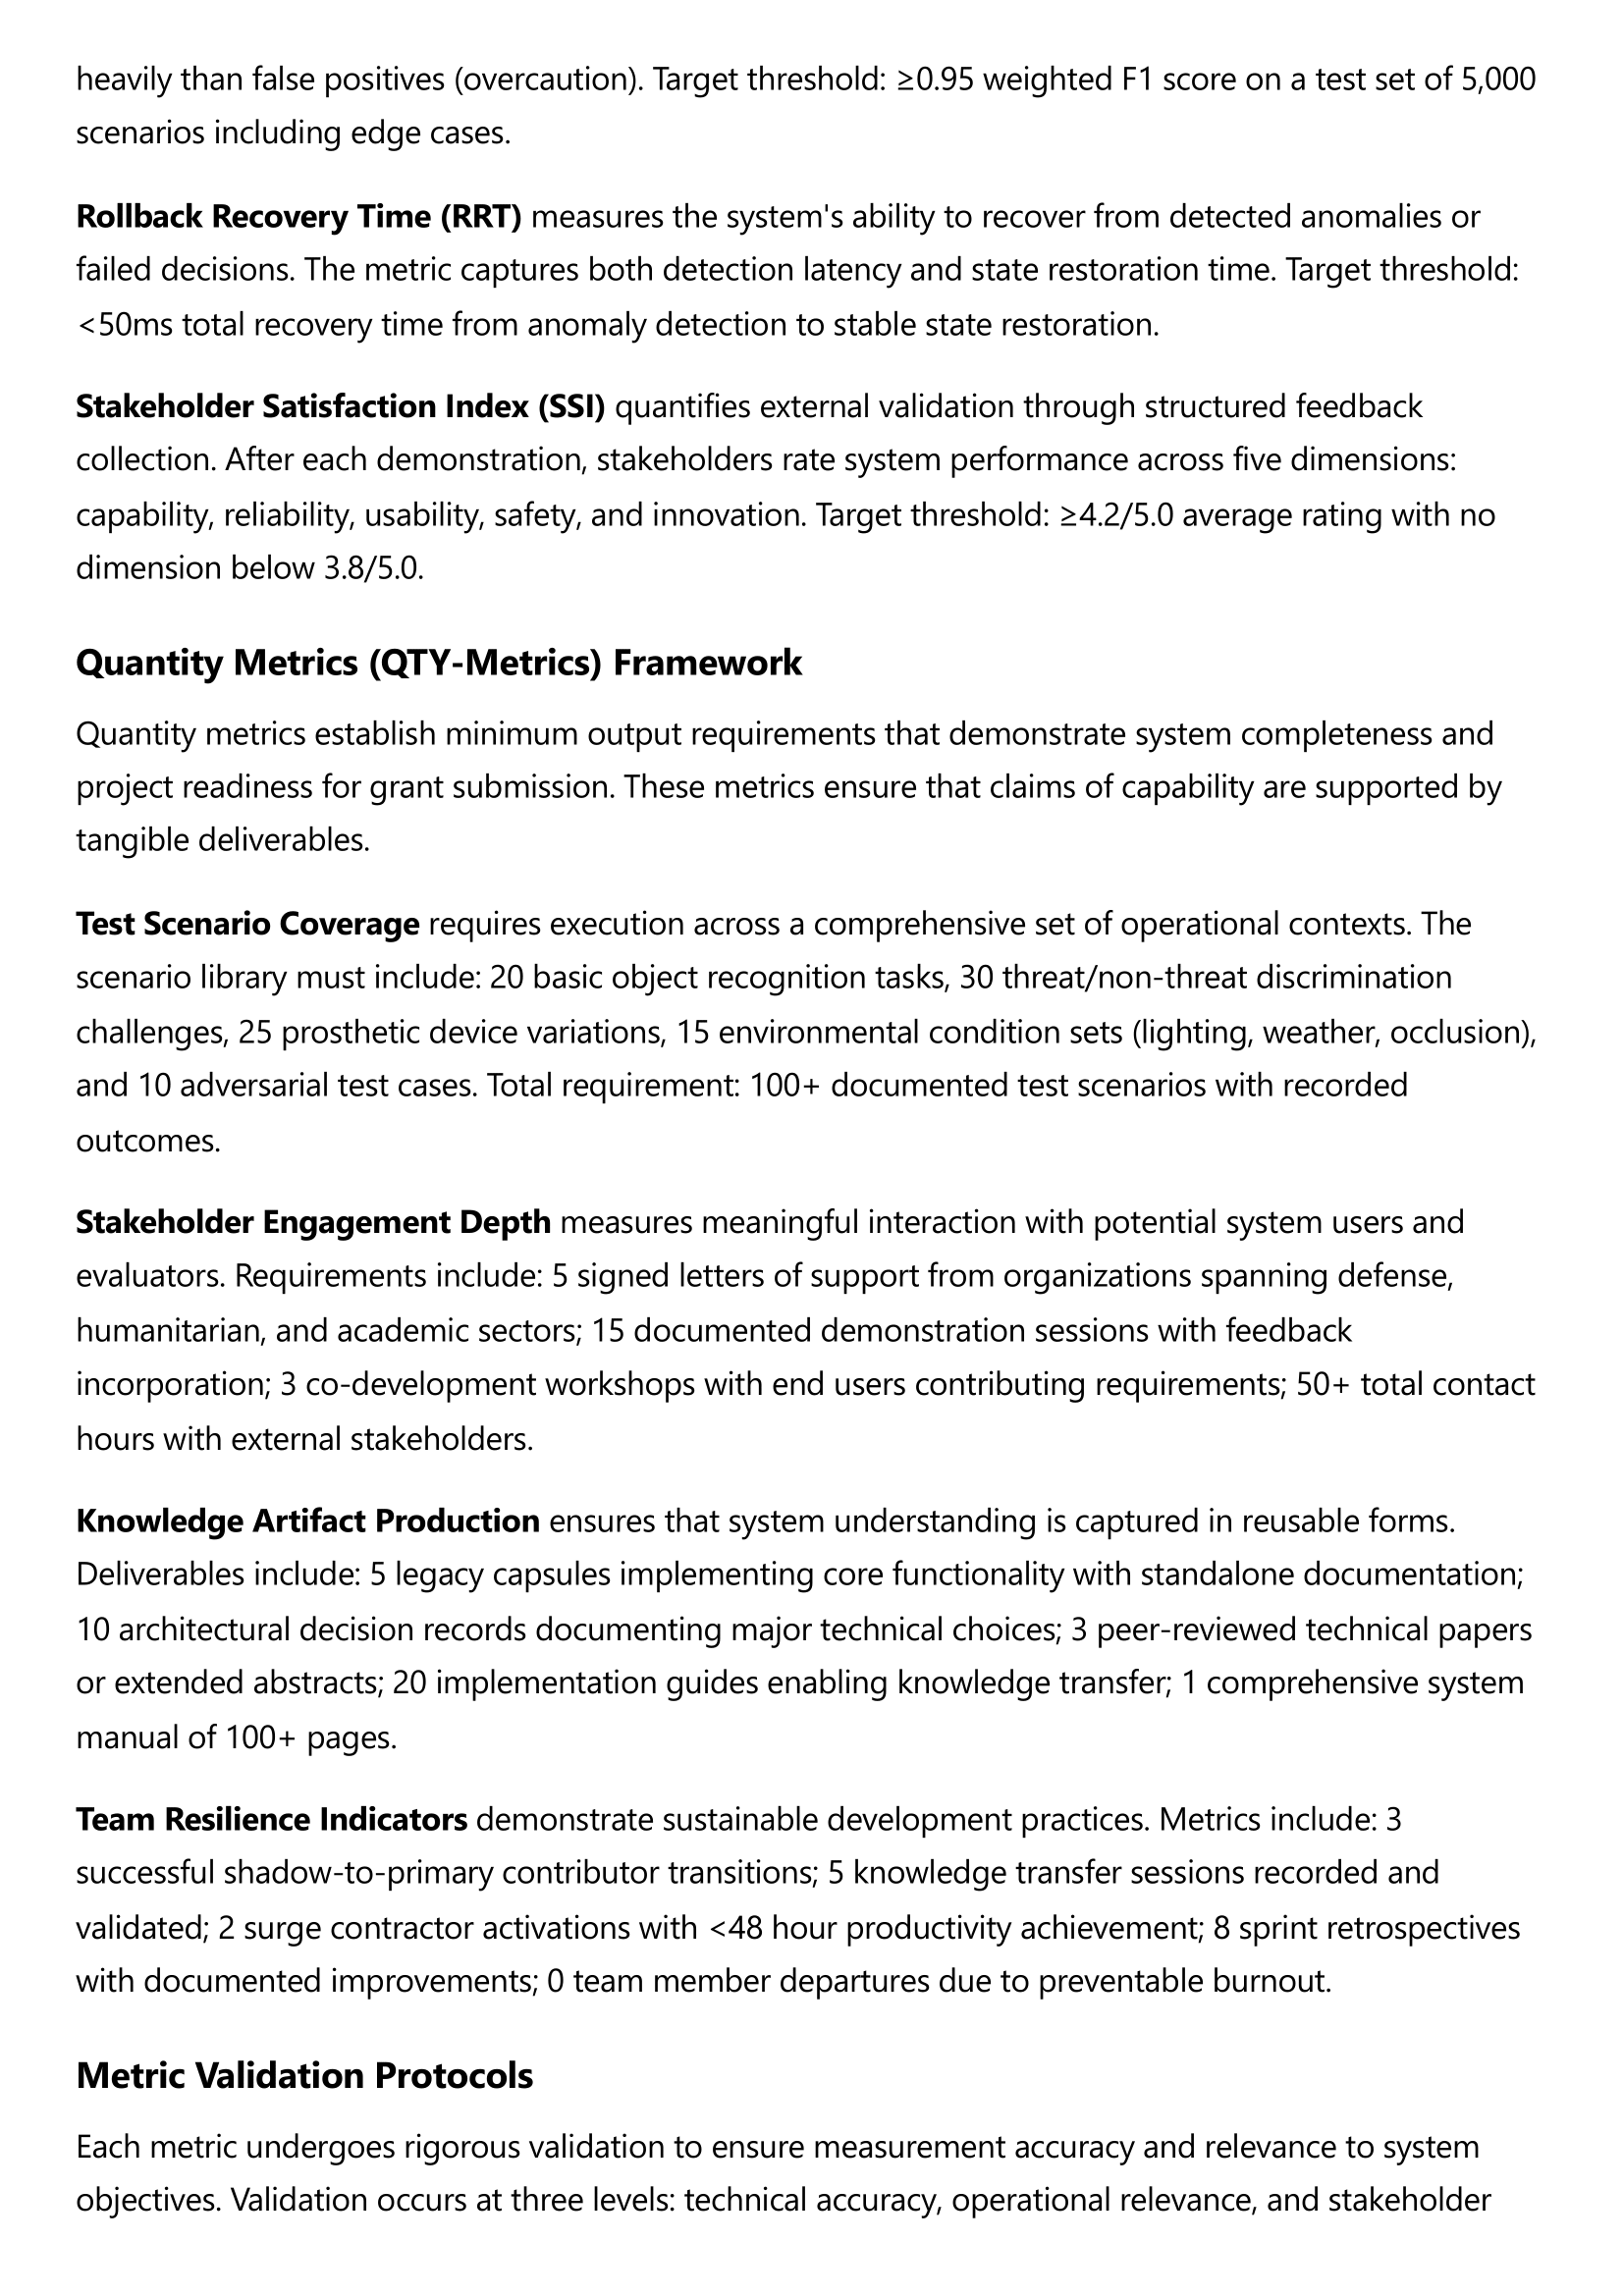 heavily than false positives (overcaution). Target threshold: ≥0.95 weighted F1 score on a test set of 5,000
scenarios including edge cases.
Rollback Recovery Time (RRT) measures the system's ability to recover from detected anomalies or
failed decisions. The metric captures both detection latency and state restoration time. Target threshold:
<50ms total recovery time from anomaly detection to stable state restoration.
Stakeholder Satisfaction Index (SSI) quantifies external validation through structured feedback
collection. After each demonstration, stakeholders rate system performance across five dimensions:
capability, reliability, usability, safety, and innovation. Target threshold: ≥4.2/5.0 average rating with no
dimension below 3.8/5.0.
Quantity Metrics (QTY-Metrics) Framework
Quantity metrics establish minimum output requirements that demonstrate system completeness and
project readiness for grant submission. These metrics ensure that claims of capability are supported by
tangible deliverables.
Test Scenario Coverage requires execution across a comprehensive set of operational contexts. The
scenario library must include: 20 basic object recognition tasks, 30 threat/non-threat discrimination
challenges, 25 prosthetic device variations, 15 environmental condition sets (lighting, weather, occlusion),
and 10 adversarial test cases. Total requirement: 100+ documented test scenarios with recorded
outcomes.
Stakeholder Engagement Depth measures meaningful interaction with potential system users and
evaluators. Requirements include: 5 signed letters of support from organizations spanning defense,
humanitarian, and academic sectors; 15 documented demonstration sessions with feedback
incorporation; 3 co-development workshops with end users contributing requirements; 50+ total contact
hours with external stakeholders.
Knowledge Artifact Production ensures that system understanding is captured in reusable forms.
Deliverables include: 5 legacy capsules implementing core functionality with standalone documentation;
10 architectural decision records documenting major technical choices; 3 peer-reviewed technical papers
or extended abstracts; 20 implementation guides enabling knowledge transfer; 1 comprehensive system
manual of 100+ pages.
Team Resilience Indicators demonstrate sustainable development practices. Metrics include: 3
successful shadow-to-primary contributor transitions; 5 knowledge transfer sessions recorded and
validated; 2 surge contractor activations with <48 hour productivity achievement; 8 sprint retrospectives
with documented improvements; 0 team member departures due to preventable burnout.
Metric Validation Protocols
Each metric undergoes rigorous validation to ensure measurement accuracy and relevance to system
objectives. Validation occurs at three levels: technical accuracy, operational relevance, and stakeholder